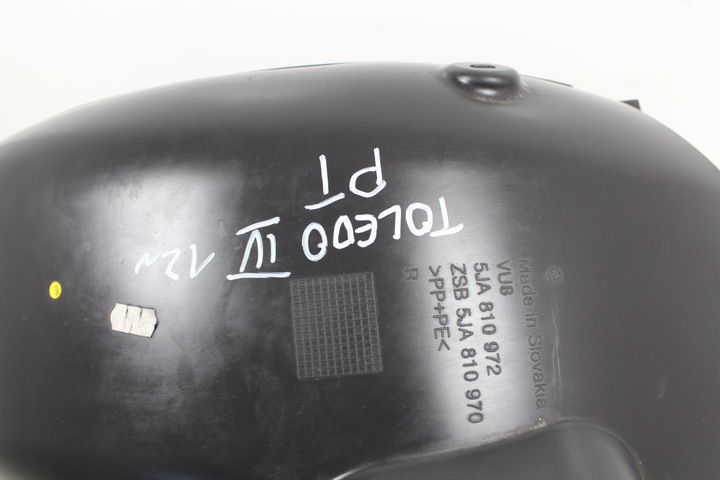 TOLEDO IV 12r
PT
Made in Slovakia
VU8
5JA 810 972
ZSB 5JA 810 970
>PP+PE<
R